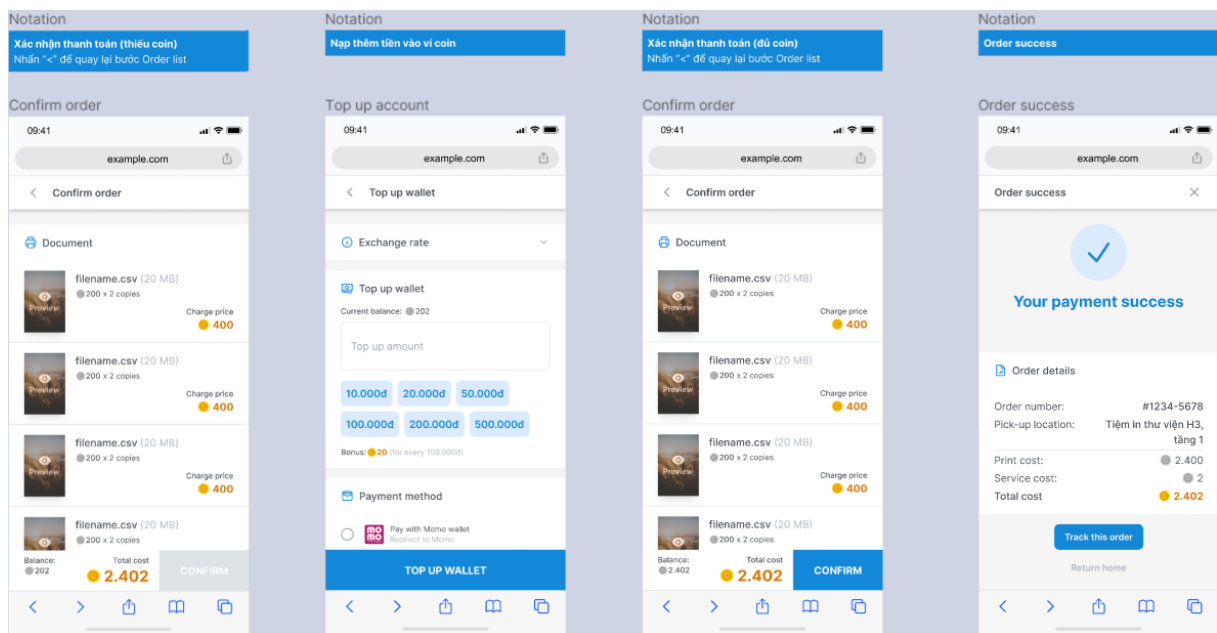 Notation
Xác nhận thanh toán (thiếu coin)
Nhấn "<" để quay lại bước Order list
Confirm order
09:41
example.com
Confirm order
Document
filename.csv (20 MB)
200 x 2 copies
Preview
Charge price
400
filename.csv (20 MB)
200 x 2 copies
Preview
Charge price
400
filename.csv (20 MB)
200 x 2 copies
Preview
Charge price
400
filename.csv (20 MB)
200 x 2 copies
Balance:
202
Total cost
2.402
CONFIRM
Notation
Nạp thêm tiền vào ví coin
Top up account
09:41
example.com
Top up wallet
Exchange rate
Top up wallet
Current balance: 202
Top up amount
10.000đ 20.000đ 50.000đ
100.000đ 200.000đ 500.000đ
Bonus: 20 (for every 100.000đ)
Payment method
mo
mo
Pay with Momo wallet
Redirect to Momo
TOP UP WALLET
Notation
Xác nhận thanh toán (đủ coin)
Nhấn "<" để quay lại bước Order list
Confirm order
09:41
example.com
Confirm order
Document
filename.csv (20 MB)
200 x 2 copies
Preview
Charge price
400
filename.csv (20 MB)
200 x 2 copies
Preview
Charge price
400
filename.csv (20 MB)
200 x 2 copies
Preview
Charge price
400
filename.csv (20 MB)
200 x 2 copies
Balance:
2.402
Total cost
2.402
CONFIRM
Notation
Order success
Order success
09:41
example.com
Order success
Your payment success
Order details
Order number: #1234-5678
Pick-up location: Tiệm in thư viện H3,
tầng 1
Print cost: 2.400
Service cost: 2
Total cost 2.402
Track this order
Return home